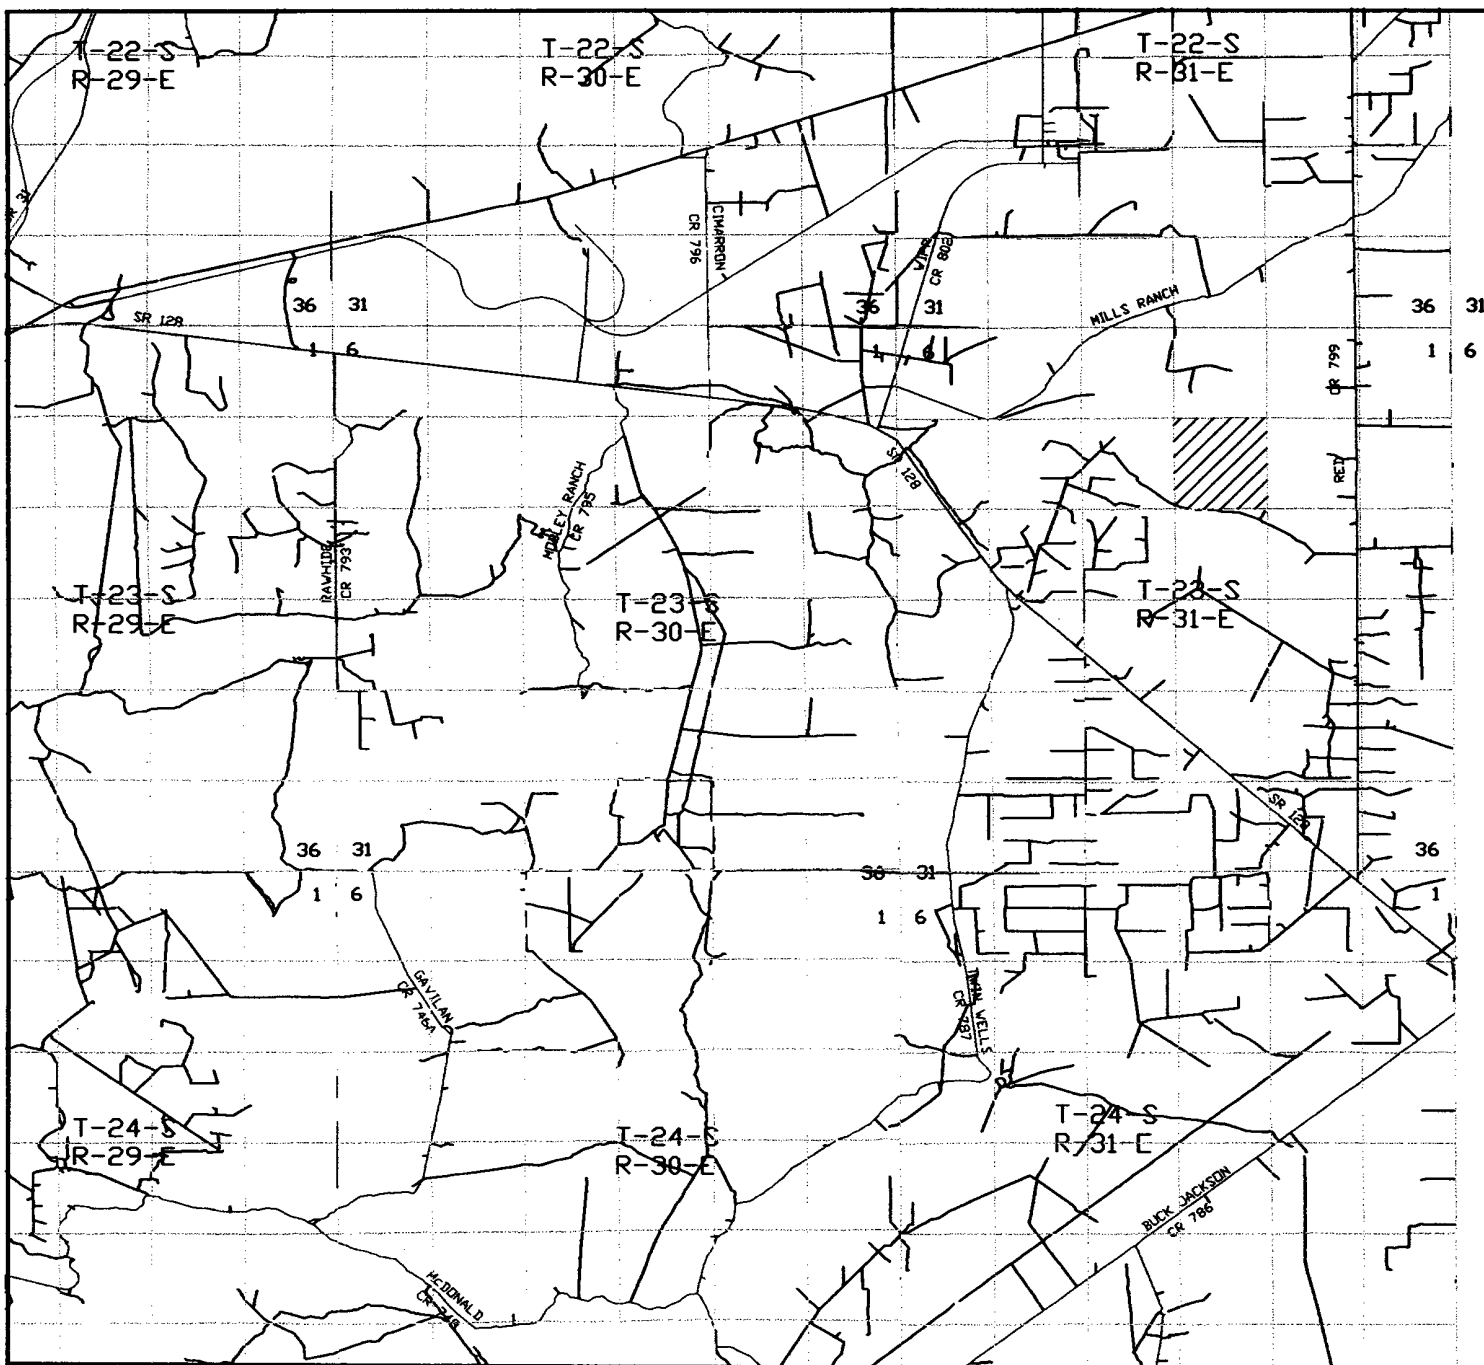 T-22-S
R-29-E
T-22-S
R-30-E
T-22-S
R-31-E
CIMARRON
CR 796
CR 802
MILLS RANCH
36 31
36 31
36 31
SR 128
1 6
1 6
1 6
CR 799
RED
SR 128
MOBLEY RANCH
CR 795
RAWHIDE
CR 793
T-23-S
R-29-E
T-23-S
R-30-E
T-23-S
R-31-E
SR 128
36 31
36 31
36
1 6
1 6
1
GAVILAN
CR 746A
TWIN WELLS
CR 787
T-24-S
R-29-E
T-24-S
R-30-E
T-24-S
R-31-E
BUCK JACKSON
CR 786
McDONALD